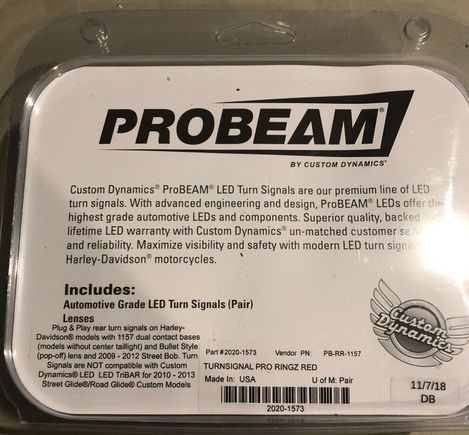 PROBEAM
BY CUSTOM DYNAMICS®
Custom Dynamics® ProBEAM® LED Turn Signals are our premium line of LED
turn signals. With advanced engineering and design, ProBEAM® LEDs offer the
highest grade automotive LEDs and components. Superior quality, backed
lifetime LED warranty with Custom Dynamics® un-matched customer
and reliability. Maximize visibility and safety with modern LED turn
Harley-Davidson® motorcycles.
Includes:
Automotive Grade LED Turn Signals (Pair)
Lenses
Plug & Play rear turn signals on Harley-
Davidson® models with 1157 dual contact bases
(models without center taillight) and Bullet Style
(pop-off) lens and 2009 - 2012 Street Bob. Turn
Signals are NOT compatible with Custom
Dynamics® LED LED TriBAR for 2010 - 2013
Street Glide®/Road Glide® Custom Models
Part #2020-1573 Vendor PN: PB-RR-1157
TURNSIGNAL PRO RINGZ RED
Made In: USA U of M: Pair
2020-1573
Custom
Dynamics
11/7/18
DB